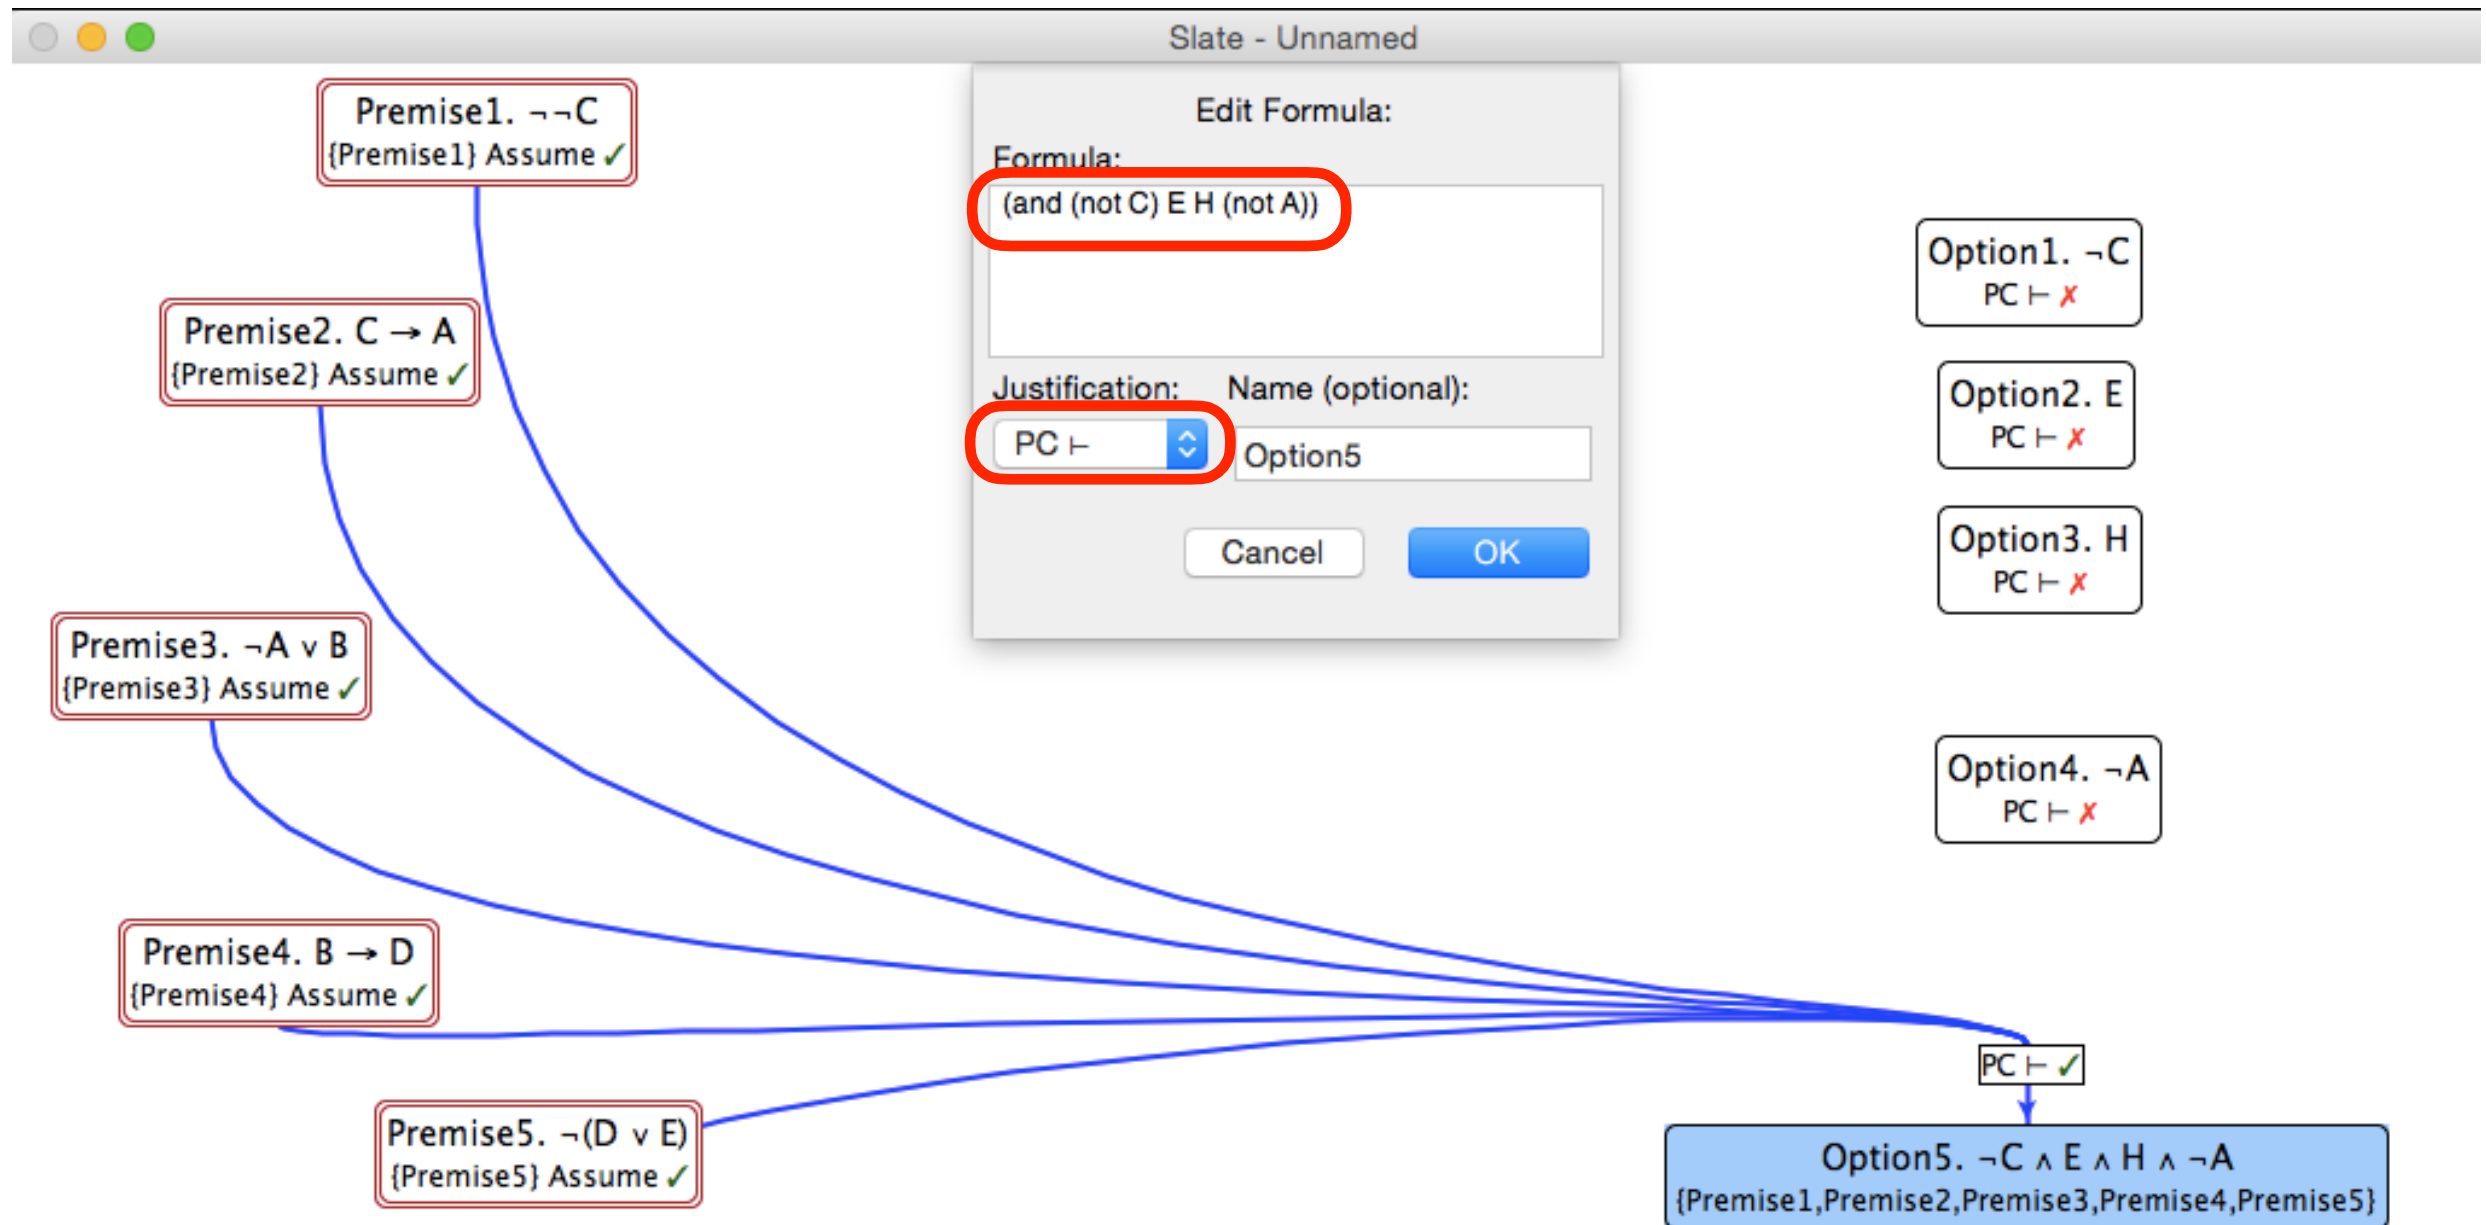 Slate - Unnamed
Premise1. ¬¬C
{Premise1} Assume ✓
Premise2. C → A
{Premise2} Assume ✓
Premise3. ¬A ∨ B
{Premise3} Assume ✓
Premise4. B → D
{Premise4} Assume ✓
Premise5. ¬(D ∨ E)
{Premise5} Assume ✓
Edit Formula:
Formula:
(and (not C) E H (not A))
Justification: Name (optional):
PC ⊢ Option5
Cancel OK
Option1. ¬C
PC ⊢ ✗
Option2. E
PC ⊢ ✗
Option3. H
PC ⊢ ✗
Option4. ¬A
PC ⊢ ✗
PC ⊢ ✓
Option5. ¬C ∧ E ∧ H ∧ ¬A
{Premise1,Premise2,Premise3,Premise4,Premise5}